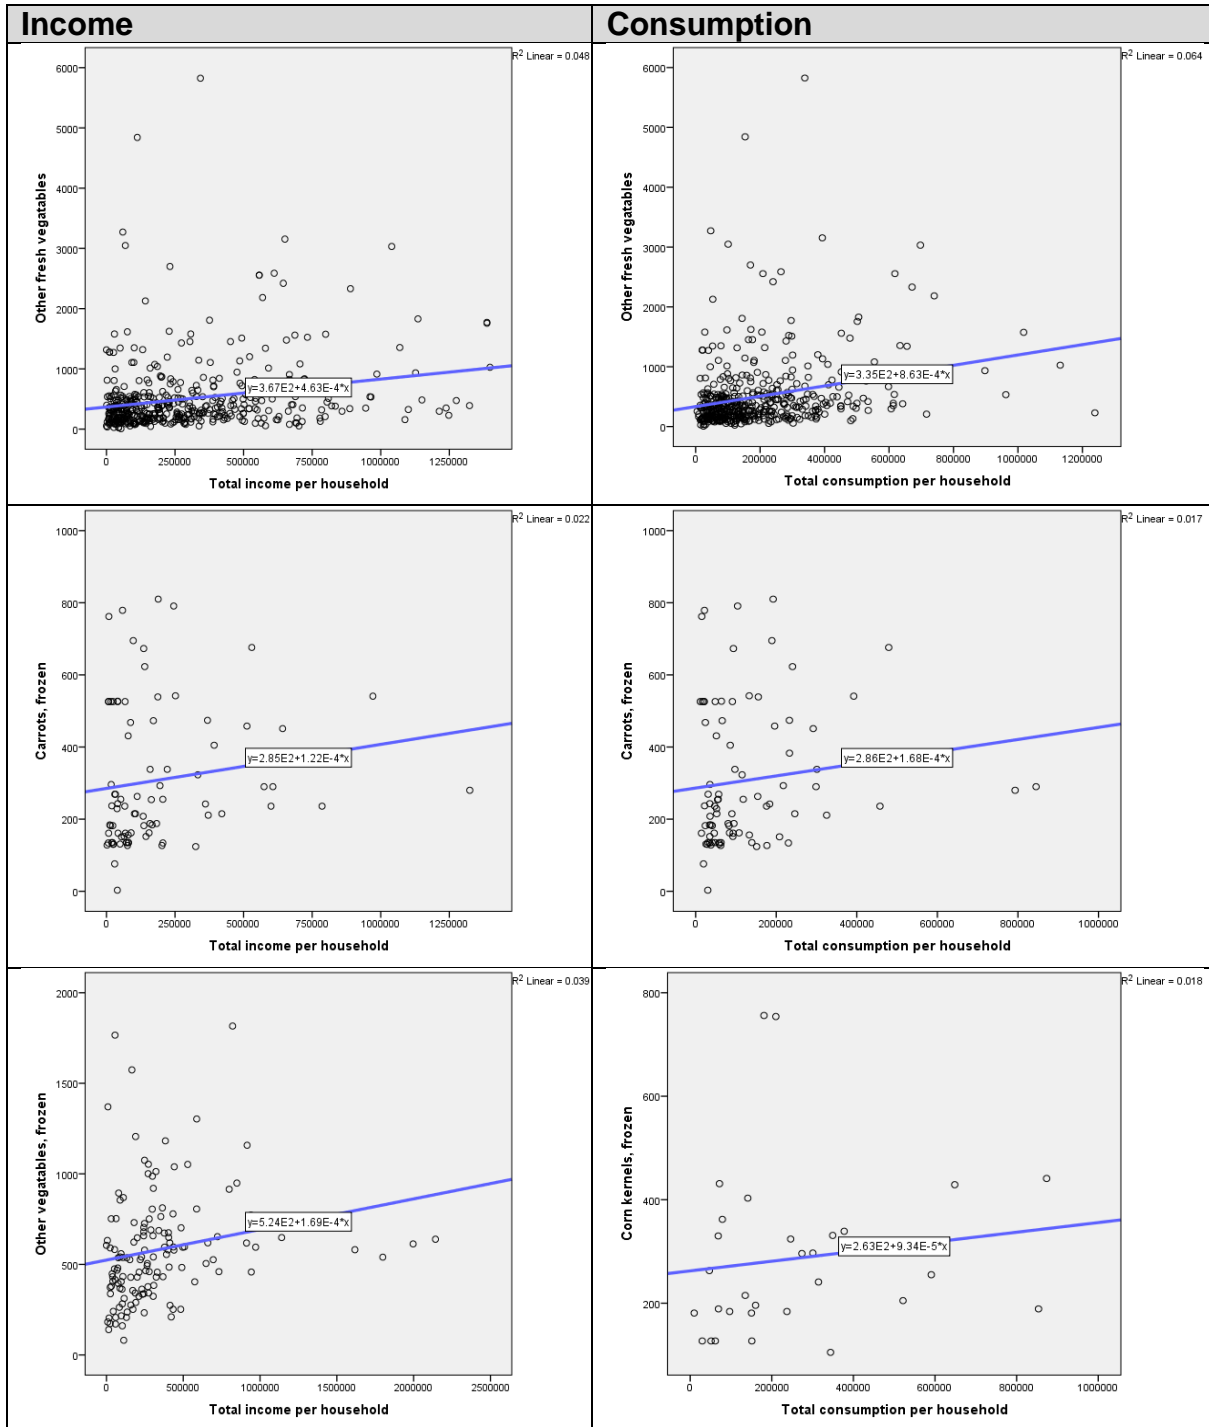 Income
Consumption
R2 Linear = 0.048
6000
5000
4000
3000
2000
1000
0
Other fresh vegatables
y=3.67E2+4.63E-4*x
0 250000 500000 750000 1000000 1250000
Total income per household
R2 Linear = 0.064
6000
5000
4000
3000
2000
1000
0
Other fresh vegatables
y=3.35E2+8.63E-4*x
0 200000 400000 600000 800000 1000000 1200000
Total consumption per household
R2 Linear = 0.022
1000
800
600
400
200
0
Carrots, frozen
y=2.85E2+1.22E-4*x
0 250000 500000 750000 1000000 1250000
Total income per household
R2 Linear = 0.017
1000
800
600
400
200
0
Carrots, frozen
y=2.86E2+1.68E-4*x
0 200000 400000 600000 800000 1000000
Total consumption per household
R2 Linear = 0.039
2000
1500
1000
500
0
Other vegatables, frozen
y=5.24E2+1.69E-4*x
0 500000 1000000 1500000 2000000 2500000
Total income per household
R2 Linear = 0.018
800
600
400
200
Corn kernels, frozen
y=2.63E2+9.34E-5*x
0 200000 400000 600000 800000 1000000
Total consumption per household